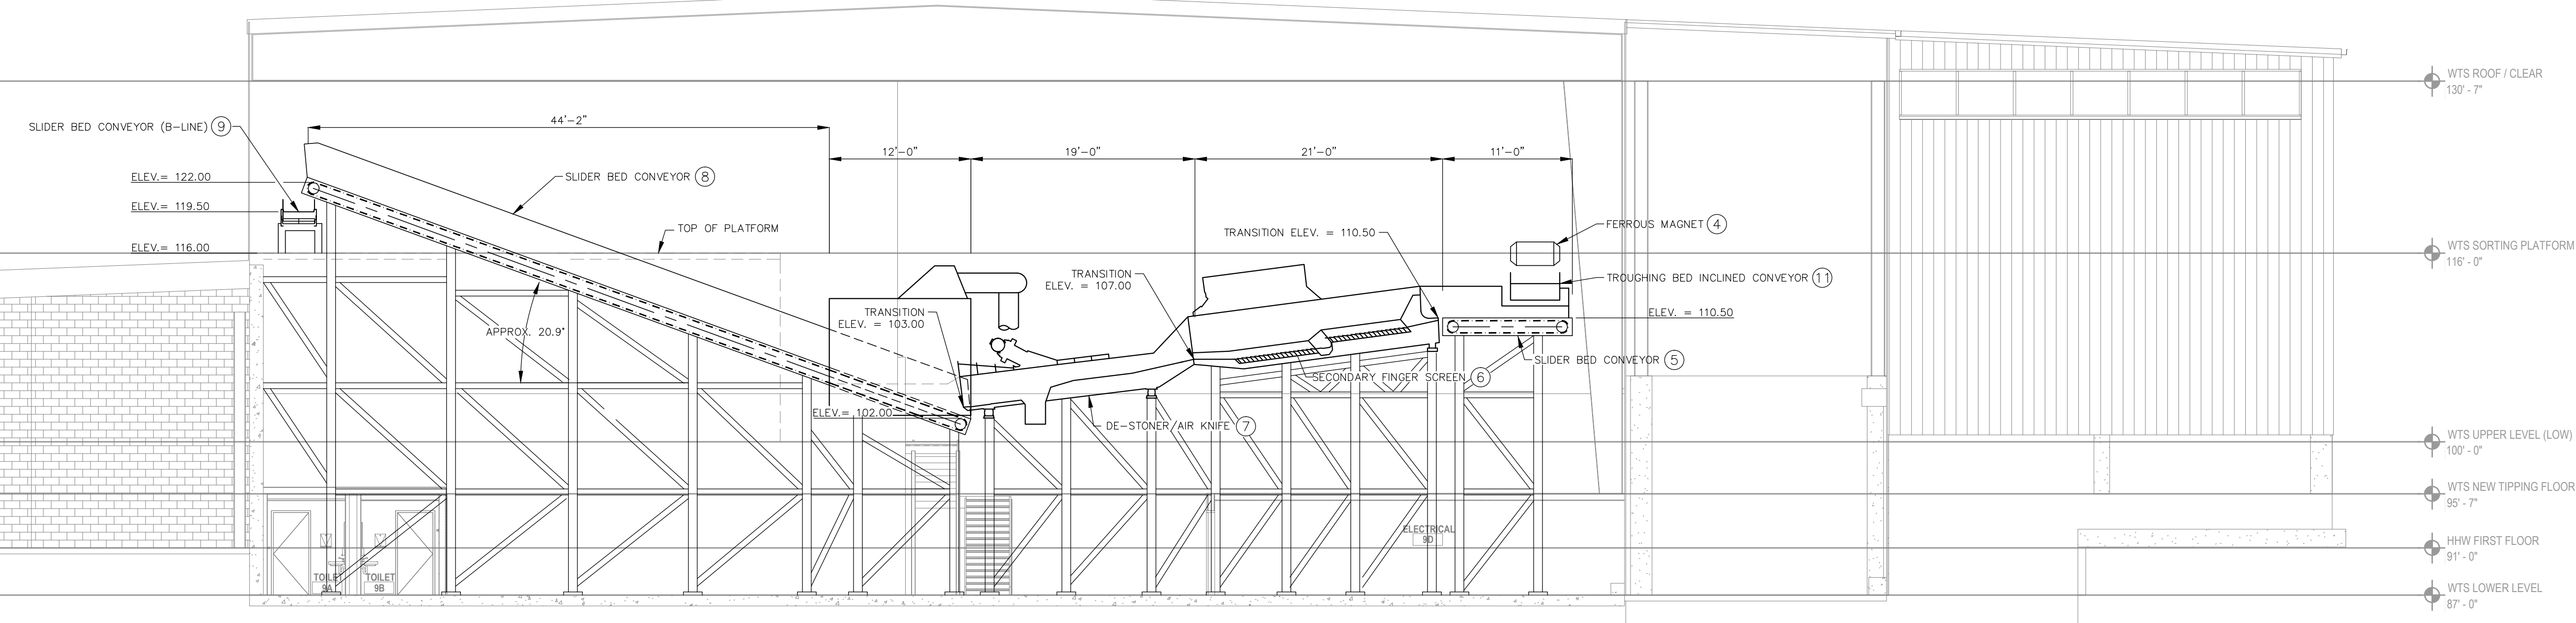 WTS ROOF / CLEAR
130' - 7"
SLIDER BED CONVEYOR (B-LINE) 9
44'-2"
12'-0"
19'-0"
21'-0"
11'-0"
ELEV.= 122.00
SLIDER BED CONVEYOR 8
ELEV.= 119.50
TOP OF PLATFORM
FERROUS MAGNET 4
TRANSITION ELEV. = 110.50
ELEV.= 116.00
WTS SORTING PLATFORM
116' - 0"
TRANSITION
ELEV. = 107.00
TROUGHING BED INCLINED CONVEYOR 11
TRANSITION
ELEV. = 103.00
ELEV. = 110.50
APPROX. 20.9°
SLIDER BED CONVEYOR 5
SECONDARY FINGER SCREEN 6
ELEV.= 102.00
DE-STONER/AIR KNIFE 7
WTS UPPER LEVEL (LOW)
100' - 0"
WTS NEW TIPPING FLOOR
95' - 7"
ELECTRICAL
9D
HHW FIRST FLOOR
91' - 0"
TOILET
9A
TOILET
9B
WTS LOWER LEVEL
87' - 0"